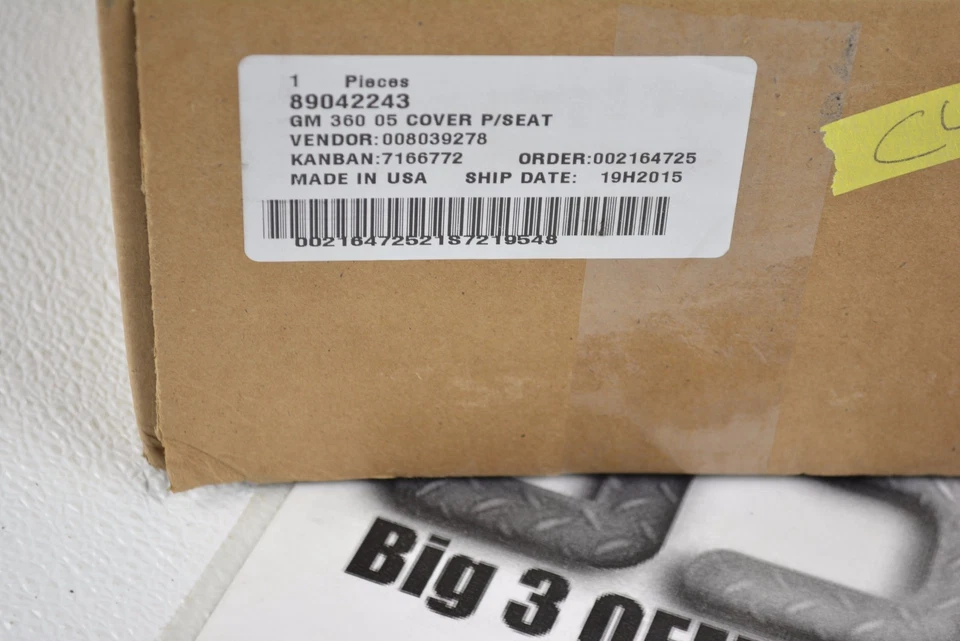 1 Pieces
89042243
GM 360 05 COVER P/SEAT
VENDOR:008039278
KANBAN:7166772 ORDER:002164725
MADE IN USA SHIP DATE: 19H2015
00216472521S7219548
Big 3